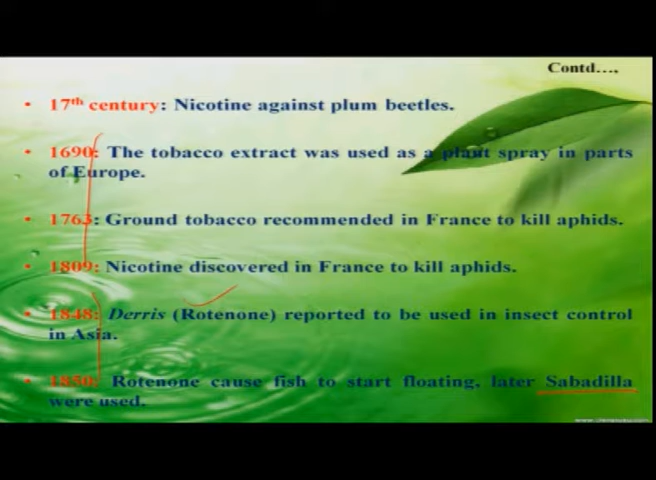 Contd….,
• 17th century: Nicotine against plum beetles.
• 1690: The tobacco extract was used as a plant spray in parts
of Europe.
• 1763: Ground tobacco recommended in France to kill aphids.
• 1809: Nicotine discovered in France to kill aphids.
• 1848: Derris (Rotenone) reported to be used in insect control
in Asia.
• 1850: Rotenone cause fish to start floating, later Sabadilla
were used.